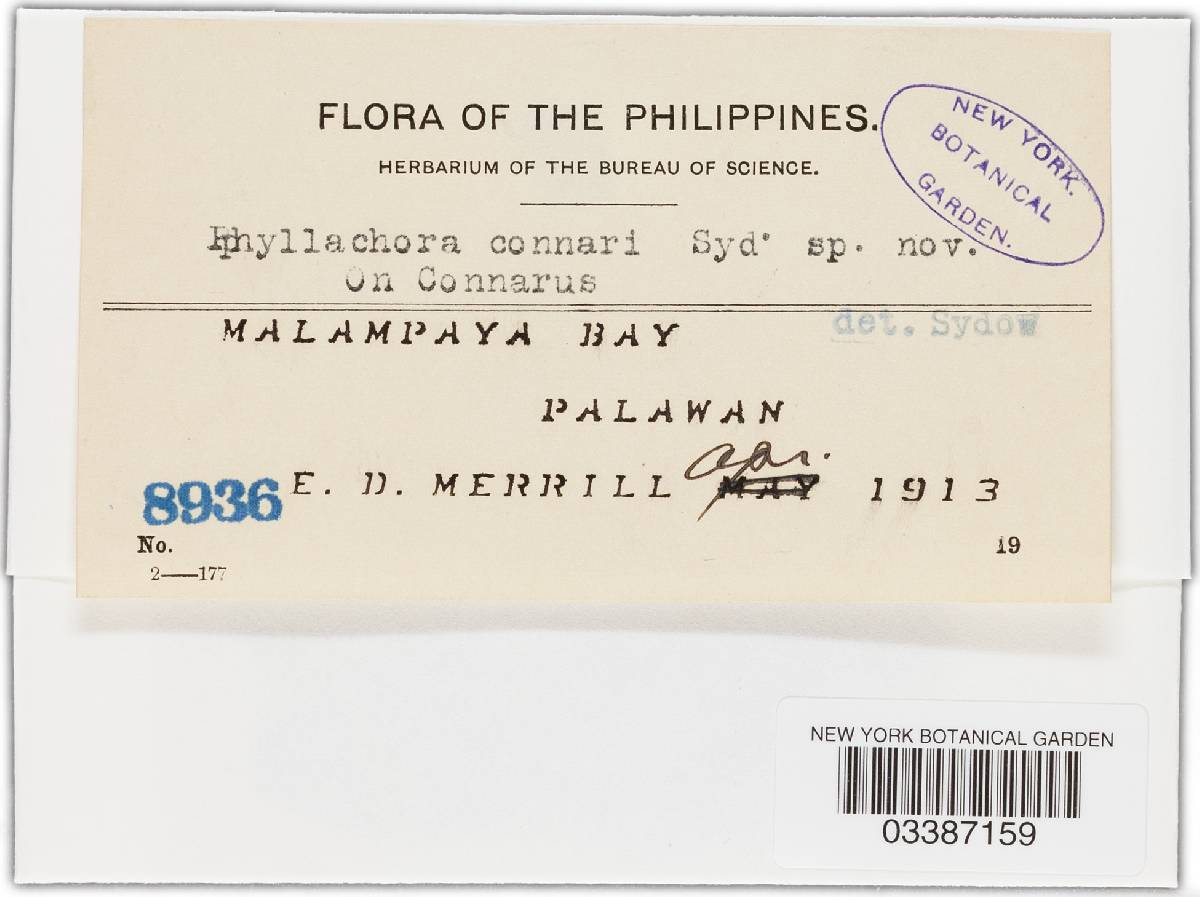 FLORA OF THE PHILIPPINES.
HERBARIUM OF THE BUREAU OF SCIENCE.
NEW YORK.
BOTANICAL
GARDEN.
Phyllachora connari Syd. sp. nov.
On Connarus
det. Sydow
MALAMPAYA BAY
PALAWAN
8936 E. D. MERRILL apr. MAY 1913
No. 19
2—177
NEW YORK BOTANICAL GARDEN
03387159